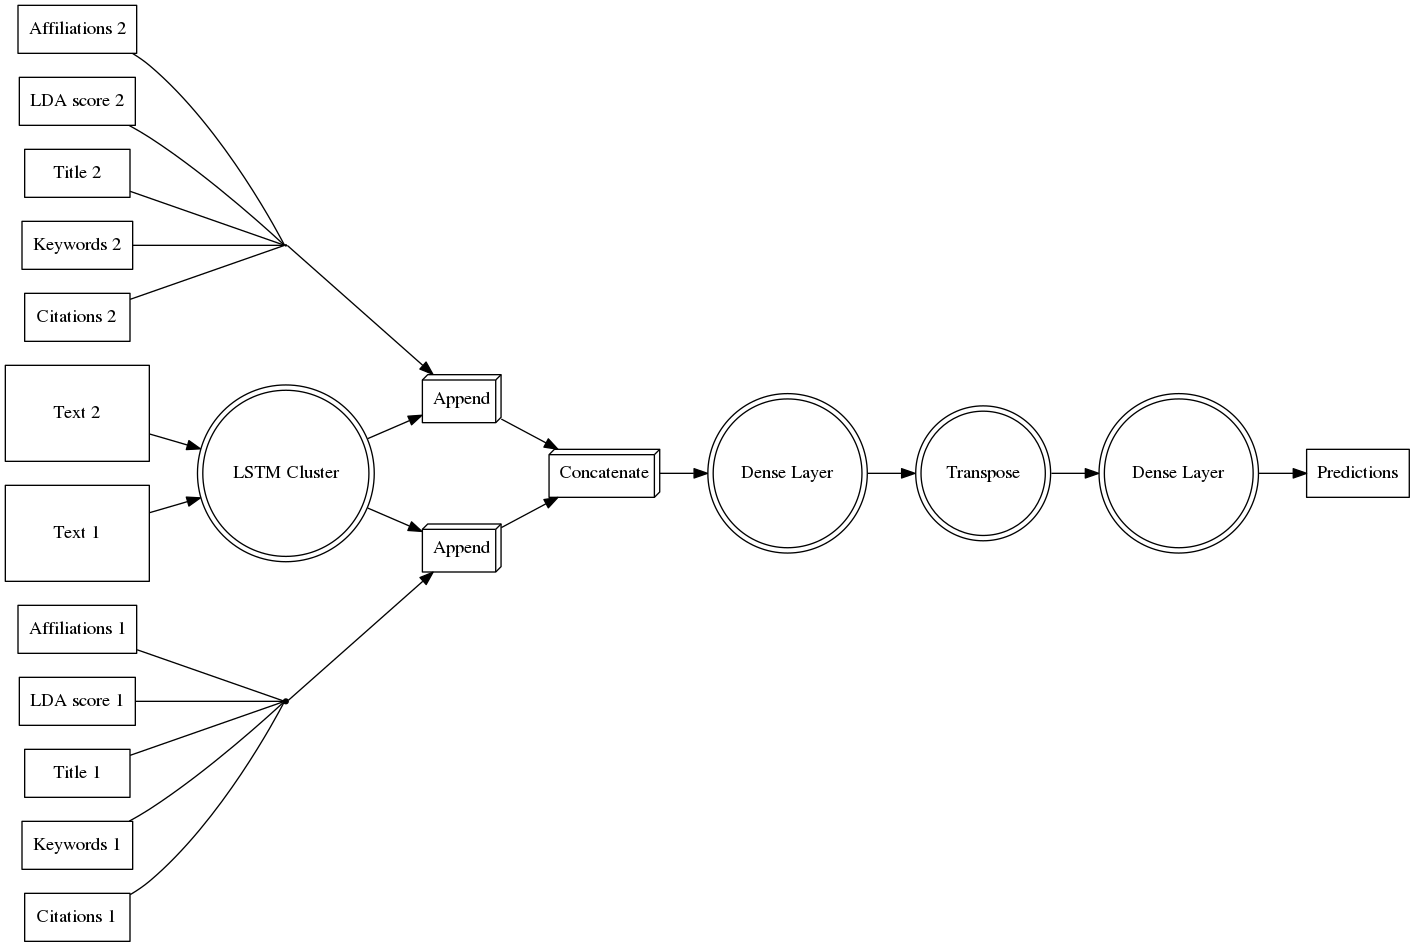 Affiliations 2
LDA score 2
Title 2
Keywords 2
Citations 2
Text 2
Text 1
Affiliations 1
LDA score 1
Title 1
Keywords 1
Citations 1
LSTM Cluster
Append
Append
Concatenate
Dense Layer
Transpose
Dense Layer
Predictions